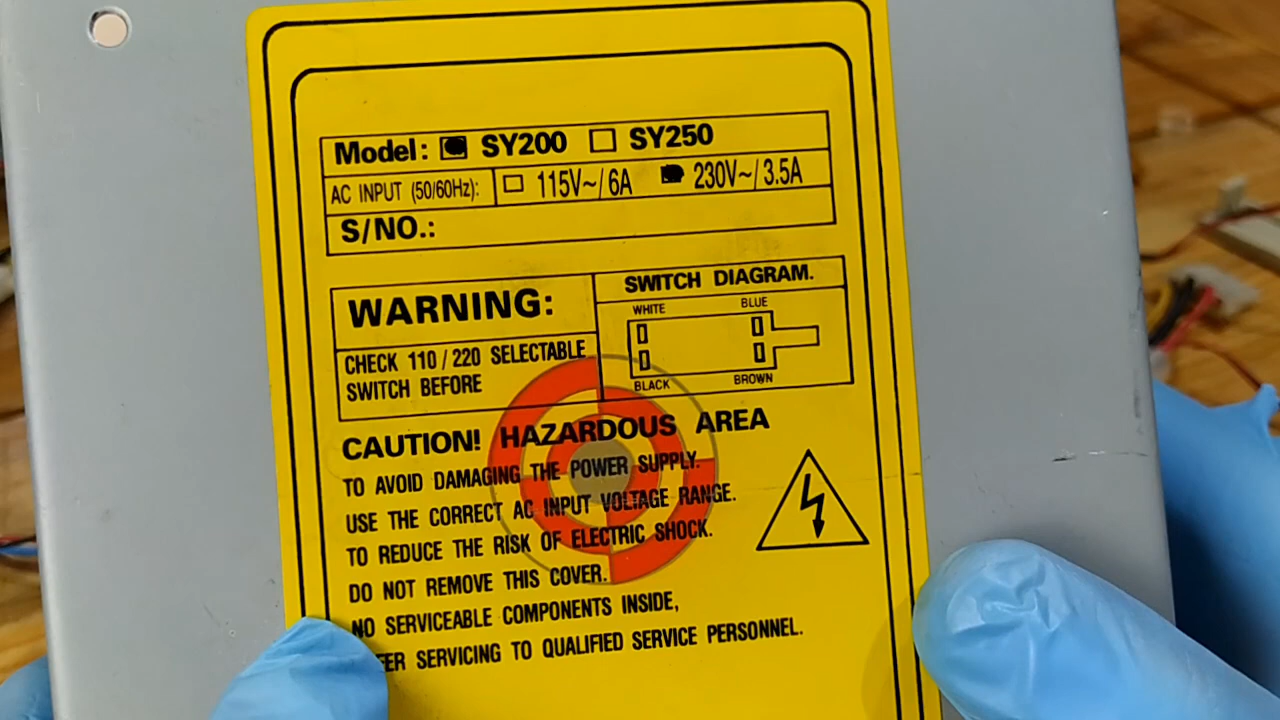 Model: SY200 SY250
AC INPUT (50/60Hz): 115V~/6A 230V~/3.5A
S/NO.:
WARNING:
CHECK 110/220 SELECTABLE
SWITCH BEFORE
SWITCH DIAGRAM.
WHITE BLUE
BLACK BROWN
CAUTION! HAZARDOUS AREA
TO AVOID DAMAGING THE POWER SUPPLY.
USE THE CORRECT AC INPUT VOLTAGE RANGE.
TO REDUCE THE RISK OF ELECTRIC SHOCK.
DO NOT REMOVE THIS COVER.
NO SERVICEABLE COMPONENTS INSIDE,
SERVICING TO QUALIFIED SERVICE PERSONNEL.